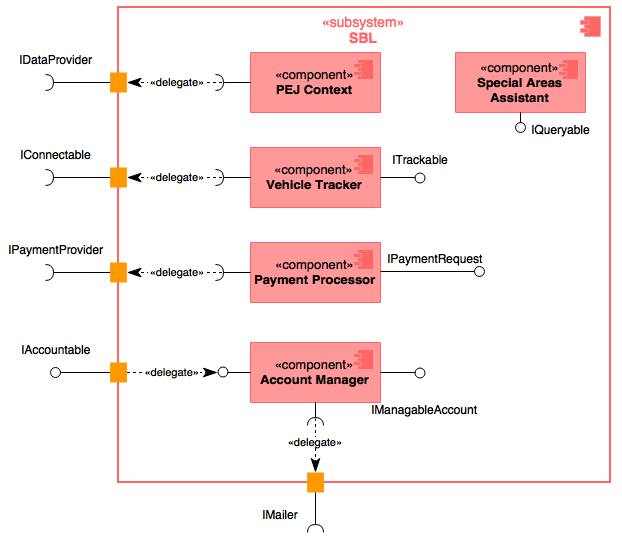 «subsystem»
SBL
IDataProvider
«delegate»
«component»
PEJ Context
«component»
Special Areas
Assistant
IQueryable
IConnectable
«delegate»
«component»
Vehicle Tracker
ITrackable
IPaymentProvider
«delegate»
«component»
Payment Processor
IPaymentRequest
IAccountable
«delegate»
«component»
Account Manager
IManagableAccount
«delegate»
IMailer